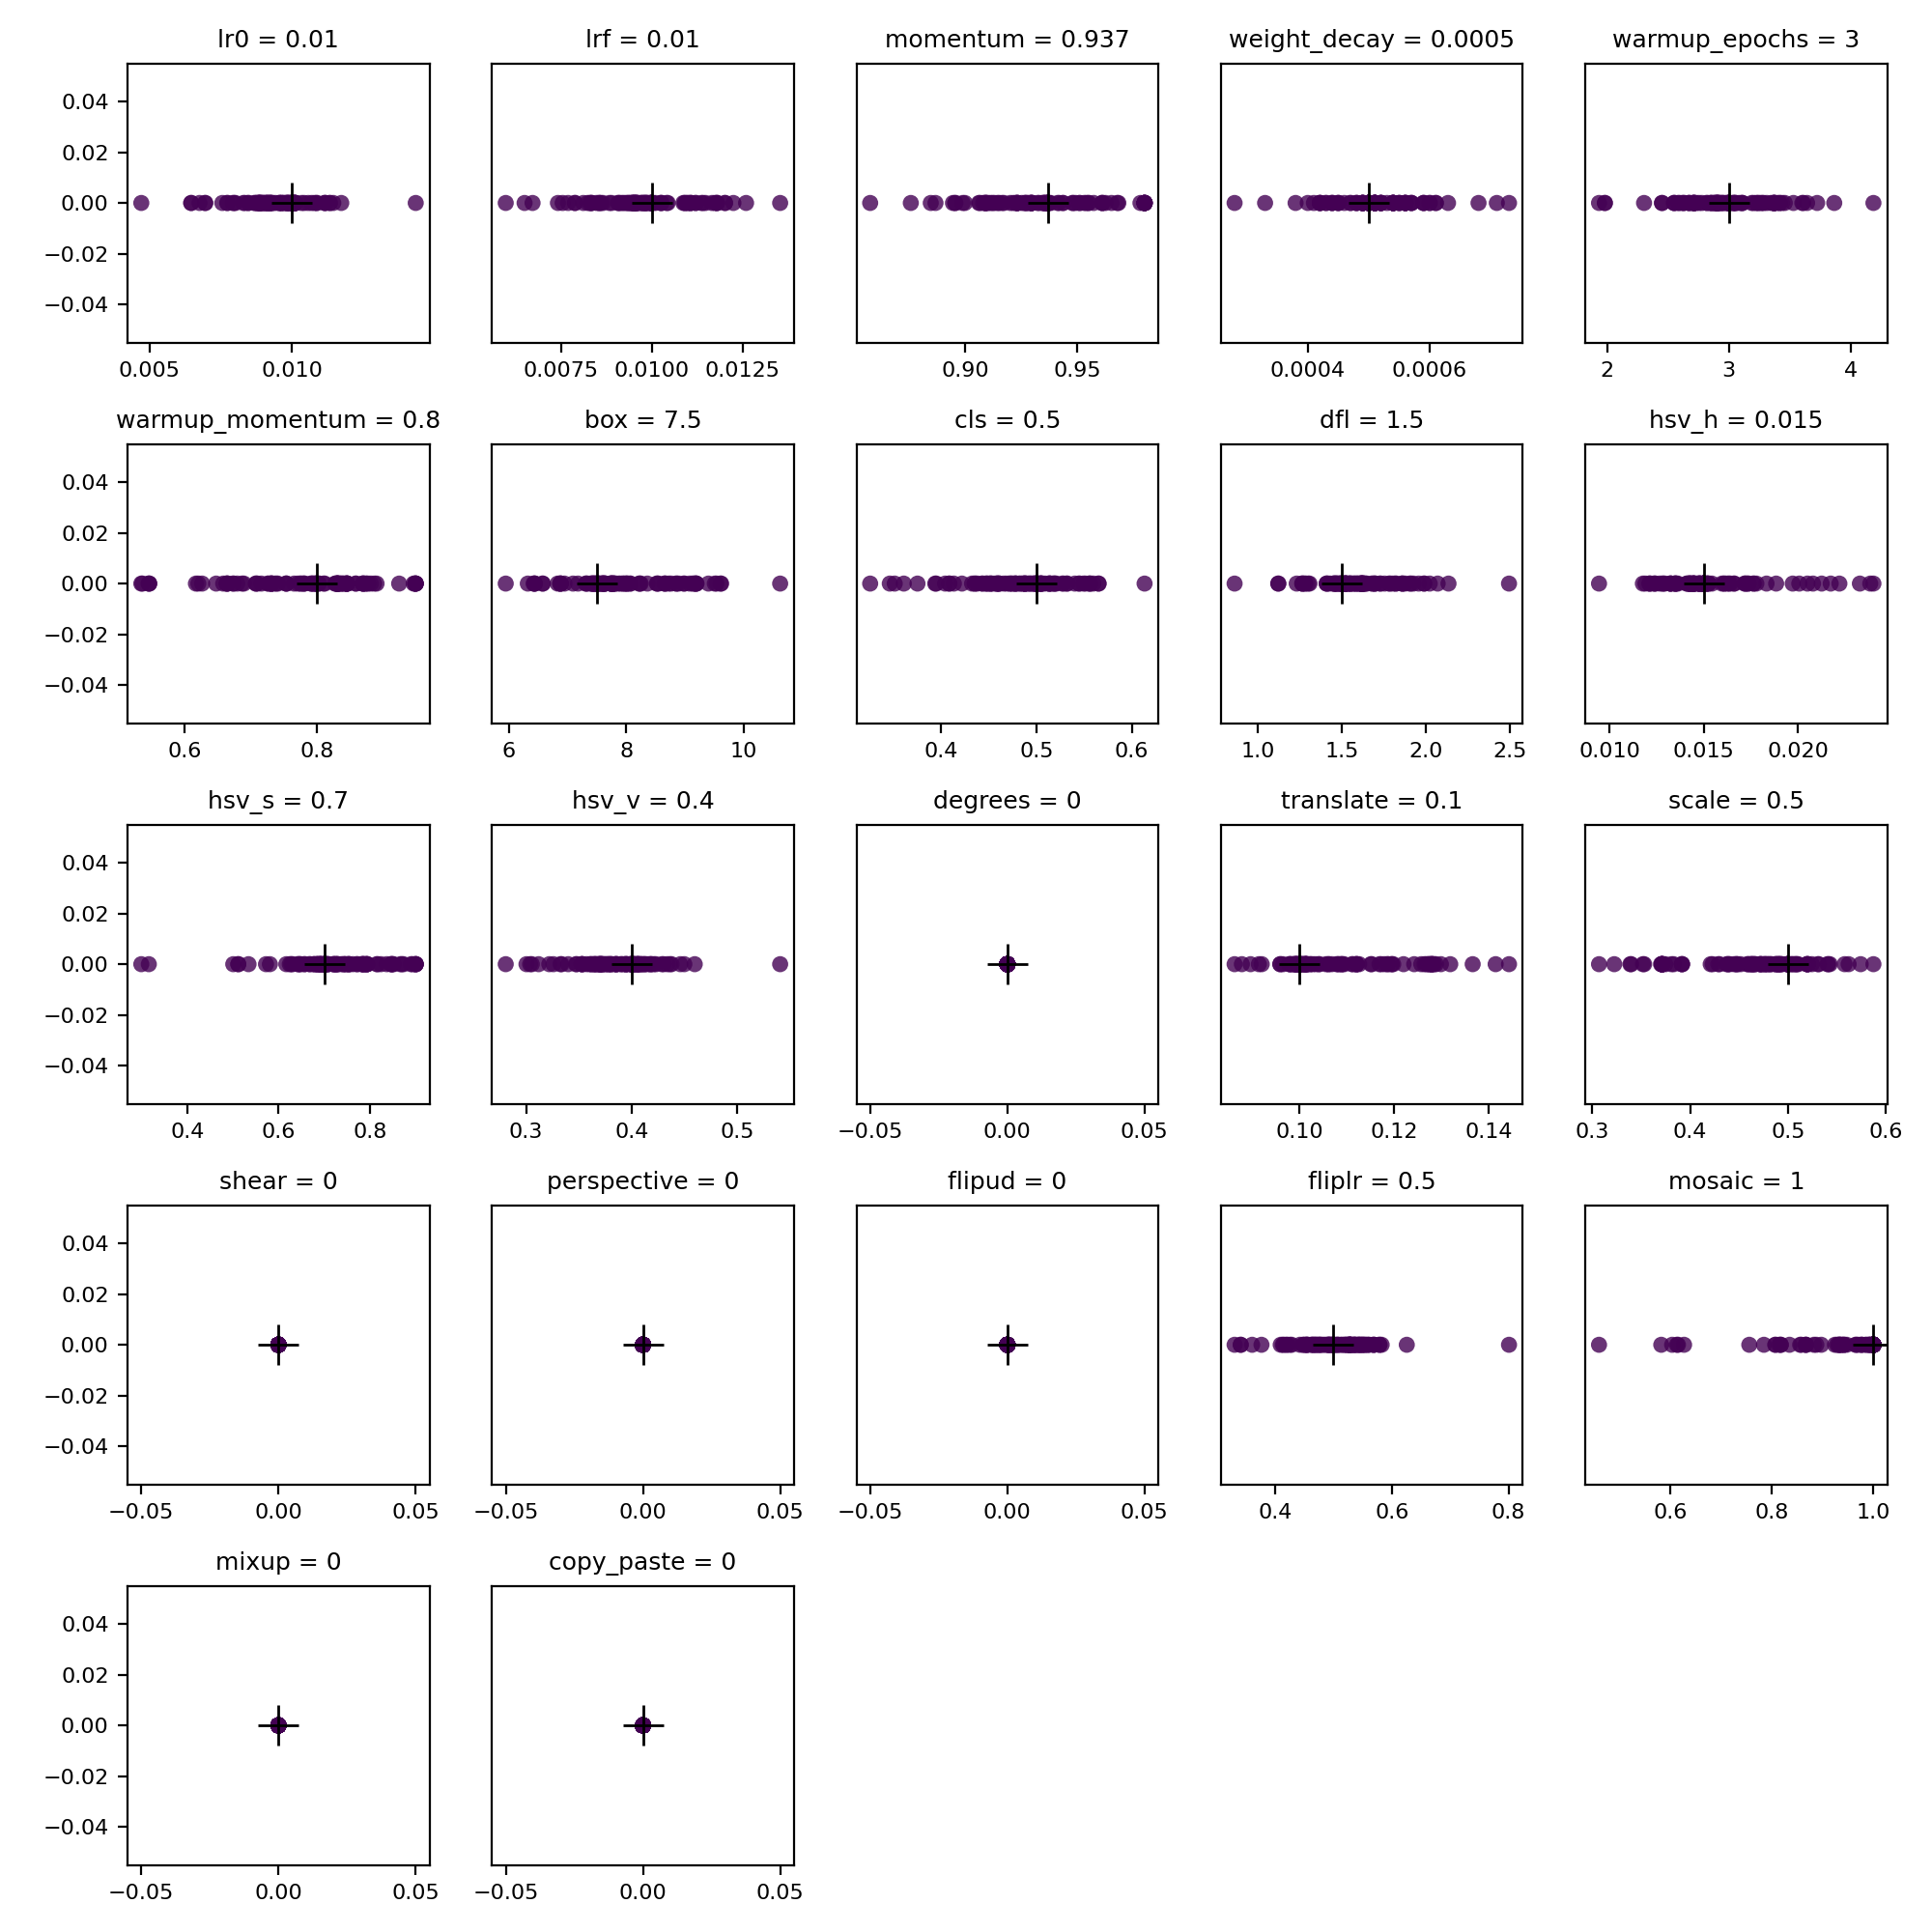 lr0 = 0.01 lrf = 0.01 momentum = 0.937 weight_decay = 0.0005 warmup_epochs = 3
0.04
0.02
0.00
−0.02
−0.04
0.005 0.010 0.0075 0.0100 0.0125 0.90 0.95 0.0004 0.0006 2 3 4
warmup_momentum = 0.8 box = 7.5 cls = 0.5 dfl = 1.5 hsv_h = 0.015
0.04
0.02
0.00
−0.02
−0.04
0.6 0.8 6 8 10 0.4 0.5 0.6 1.0 1.5 2.0 2.5 0.010 0.015 0.020
hsv_s = 0.7 hsv_v = 0.4 degrees = 0 translate = 0.1 scale = 0.5
0.04
0.02
0.00
−0.02
−0.04
0.4 0.6 0.8 0.3 0.4 0.5 −0.05 0.00 0.05 0.10 0.12 0.14 0.3 0.4 0.5 0.6
shear = 0 perspective = 0 flipud = 0 fliplr = 0.5 mosaic = 1
0.04
0.02
0.00
−0.02
−0.04
−0.05 0.00 0.05 −0.05 0.00 0.05 −0.05 0.00 0.05 0.4 0.6 0.8 0.6 0.8 1.0
mixup = 0 copy_paste = 0
0.04
0.02
0.00
−0.02
−0.04
−0.05 0.00 0.05 −0.05 0.00 0.05